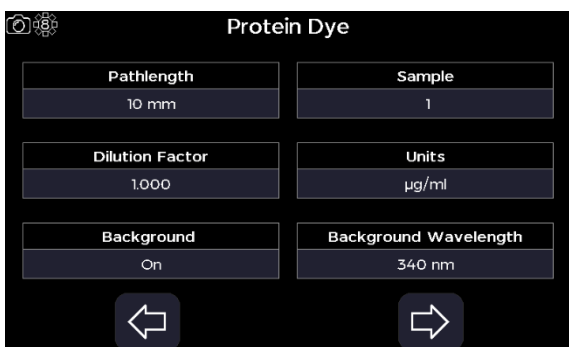 8
Protein Dye
Pathlength
10 mm
Sample
1
Dilution Factor
1.000
Units
µg/ml
Background
On
Background Wavelength
340 nm